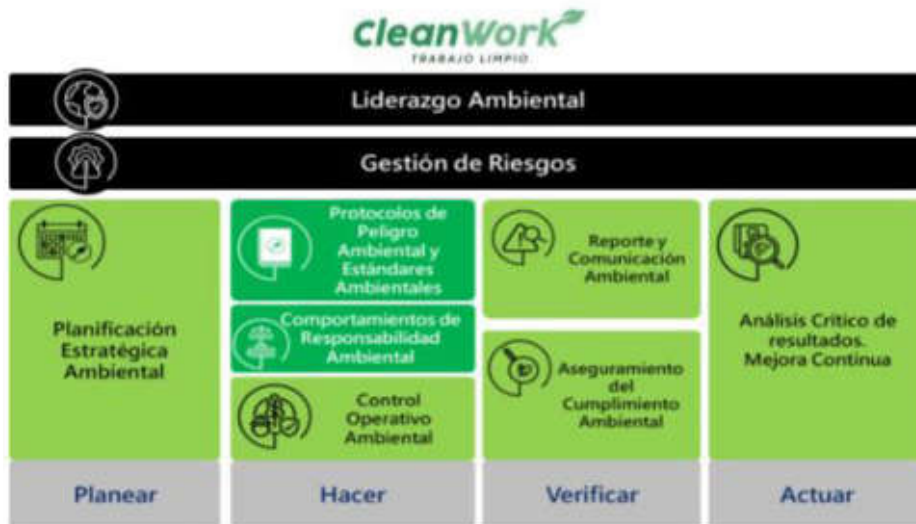 CleanWork
TRABAJO LIMPIO
Liderazgo Ambiental
Gestión de Riesgos
Planificación
Estratégica
Ambiental
Protocolos de
Peligro
Ambiental y
Estándares
Ambientales
Comportamientos de
Responsabilidad
Ambiental
Control
Operativo
Ambiental
Reporte y
Comunicación
Ambiental
Aseguramiento
del
Cumplimiento
Ambiental
Análisis Critico de
resultados.
Mejora Continua
Planear
Hacer
Verificar
Actuar